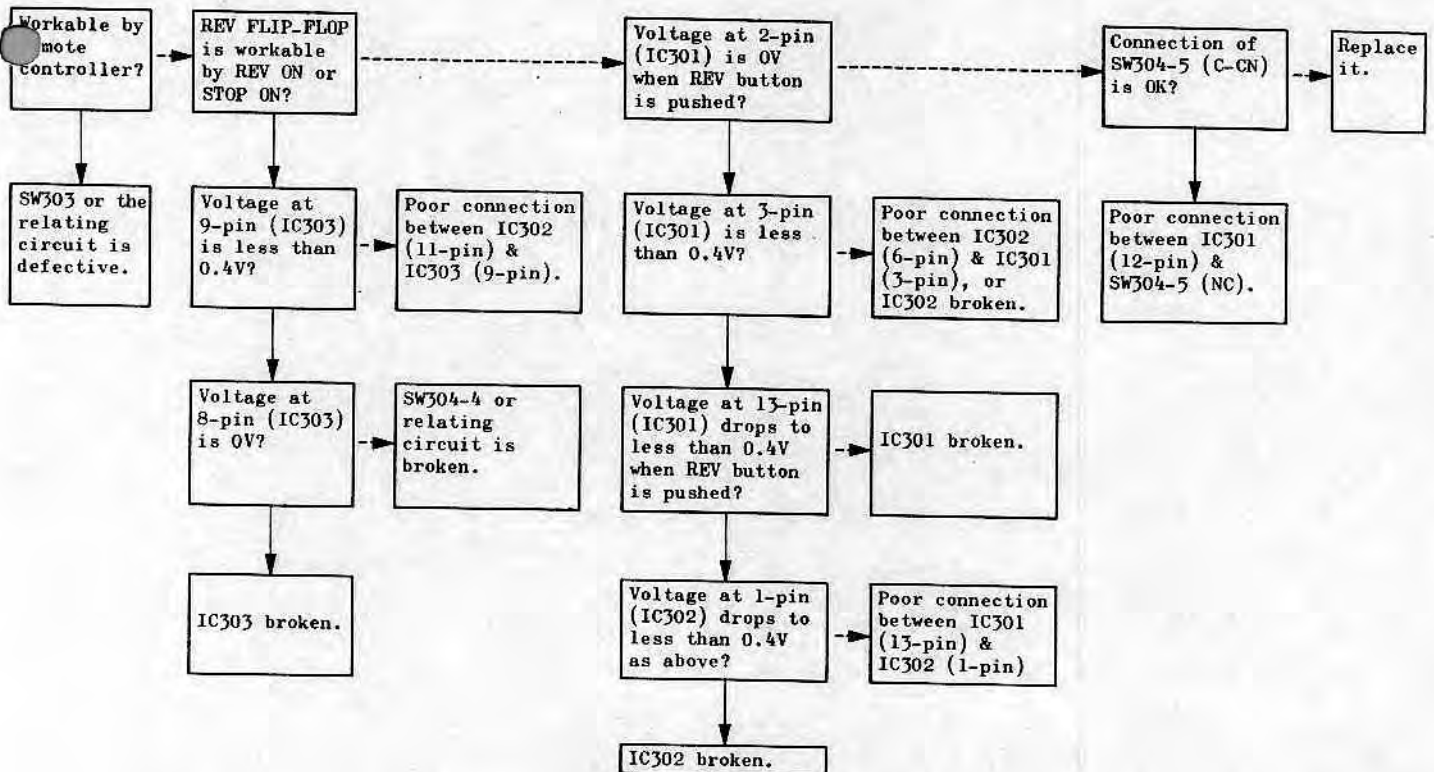 Workable by
mote
controller?
REV FLIP-FLOP
is workable
by REV ON or
STOP ON?
Voltage at 2-pin
(IC301) is 0V
when REV button
is pushed?
Connection of
SW304-5 (C-CN)
is OK?
Replace
it.
SW303 or the
relating
circuit is
defective.
Voltage at
9-pin (IC303)
is less than
0.4V?
Poor connection
between IC302
(11-pin) &
IC303 (9-pin).
Voltage at 3-pin
(IC301) is less
than 0.4V?
Poor connection
between IC302
(6-pin) & IC301
(3-pin), or
IC302 broken.
Poor connection
between IC301
(12-pin) &
SW304-5 (NC).
Voltage at
8-pin (IC303)
is 0V?
SW304-4 or
relating
circuit is
broken.
Voltage at 13-pin
(IC301) drops to
less than 0.4V
when REV button
is pushed?
IC301 broken.
IC303 broken.
Voltage at 1-pin
(IC302) drops to
less than 0.4V
as above?
Poor connection
between IC301
(13-pin) &
IC302 (1-pin)
IC302 broken.